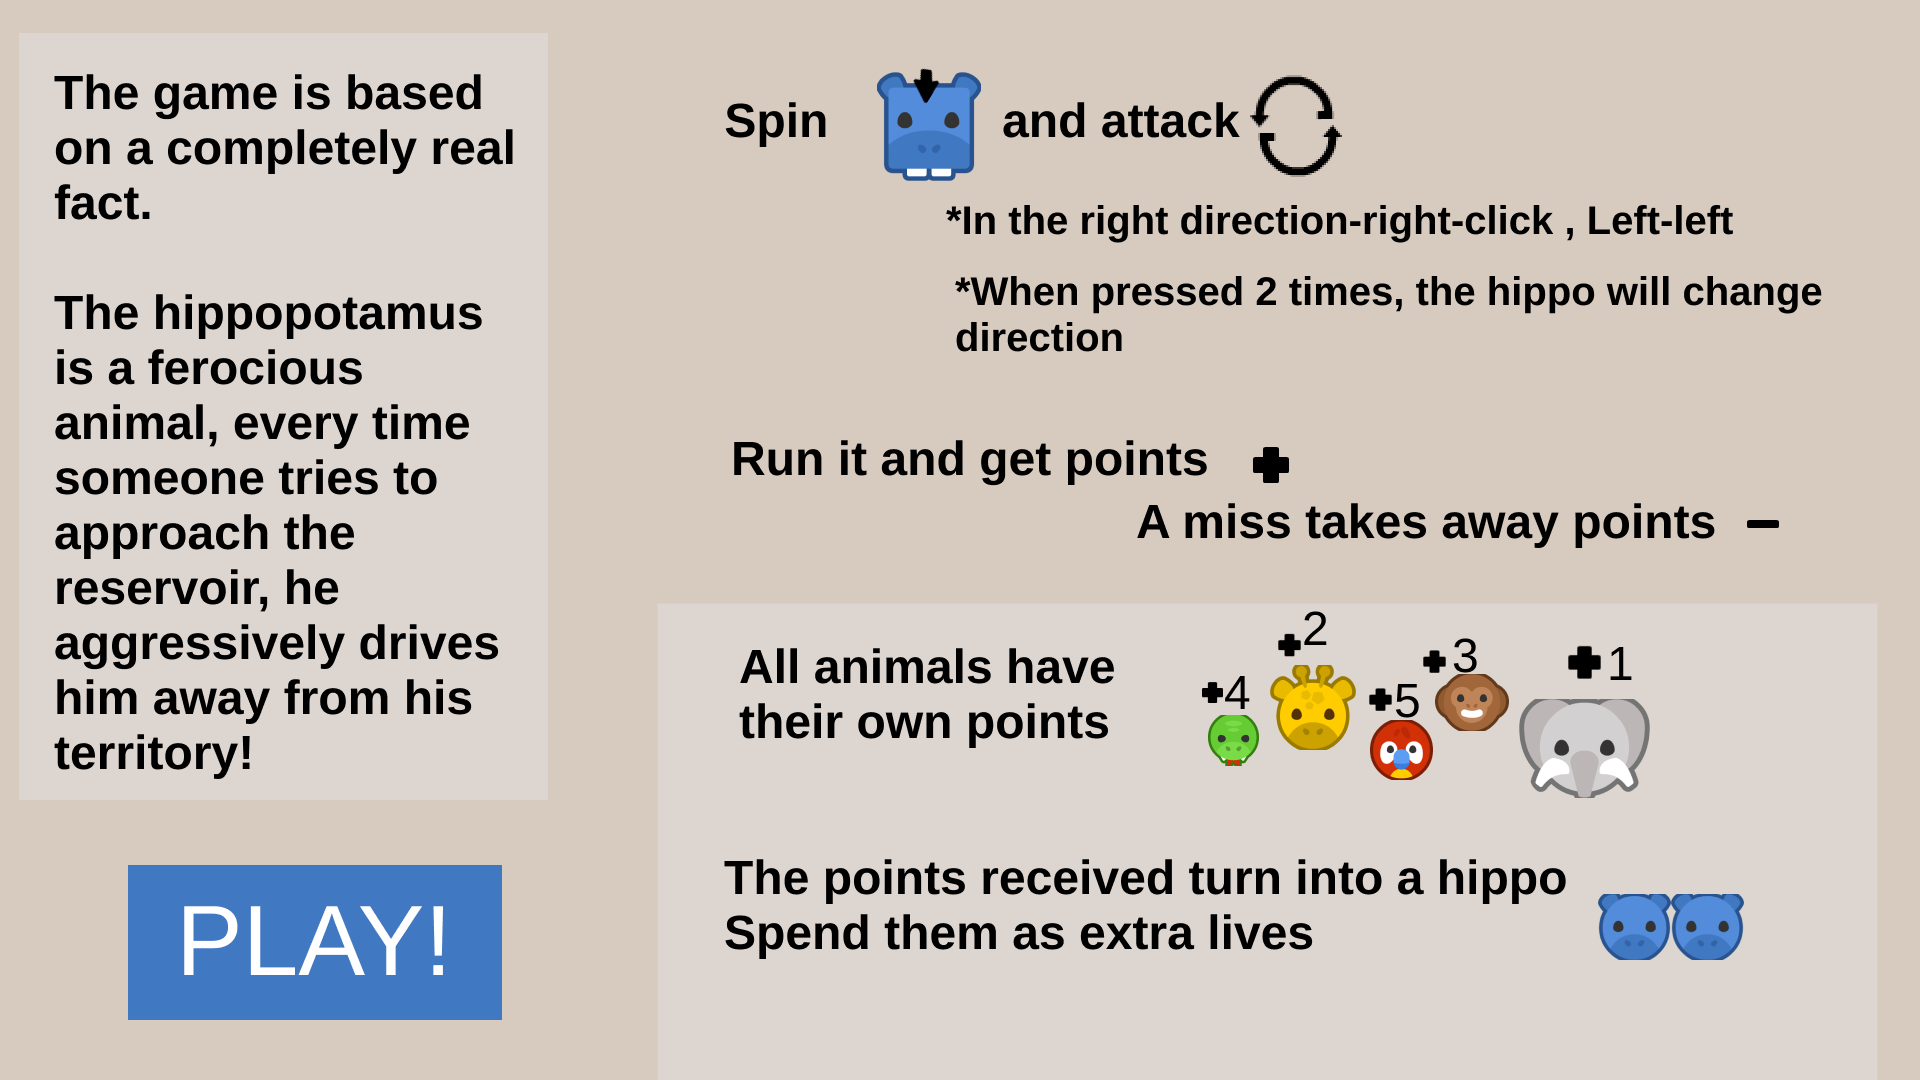 The game is based
on a completely real
fact.
The hippopotamus
is a ferocious
animal, every time
someone tries to
approach the
reservoir, he
aggressively drives
him away from his
territory!
PLAY!
Spin and attack
*In the right direction-right-click , Left-left
*When pressed 2 times, the hippo will change
direction
Run it and get points +
A miss takes away points –
All animals have
their own points
+4
+2
+5
+3
+1
The points received turn into a hippo
Spend them as extra lives